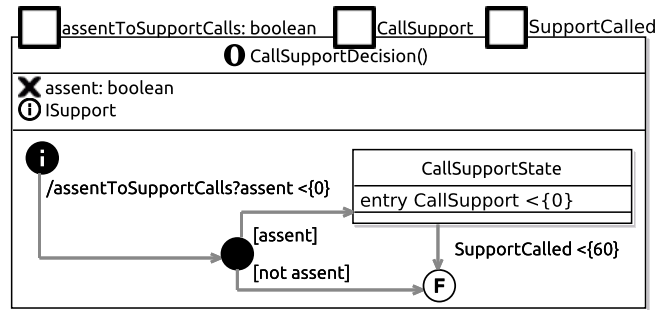 assentToSupportCalls: boolean
CallSupport
SupportCalled
O CallSupportDecision()
assent: boolean
i ISupport
i
/assentToSupportCalls?assent <{0}
CallSupportState
entry CallSupport <{0}
[assent]
SupportCalled <{60}
[not assent]
F